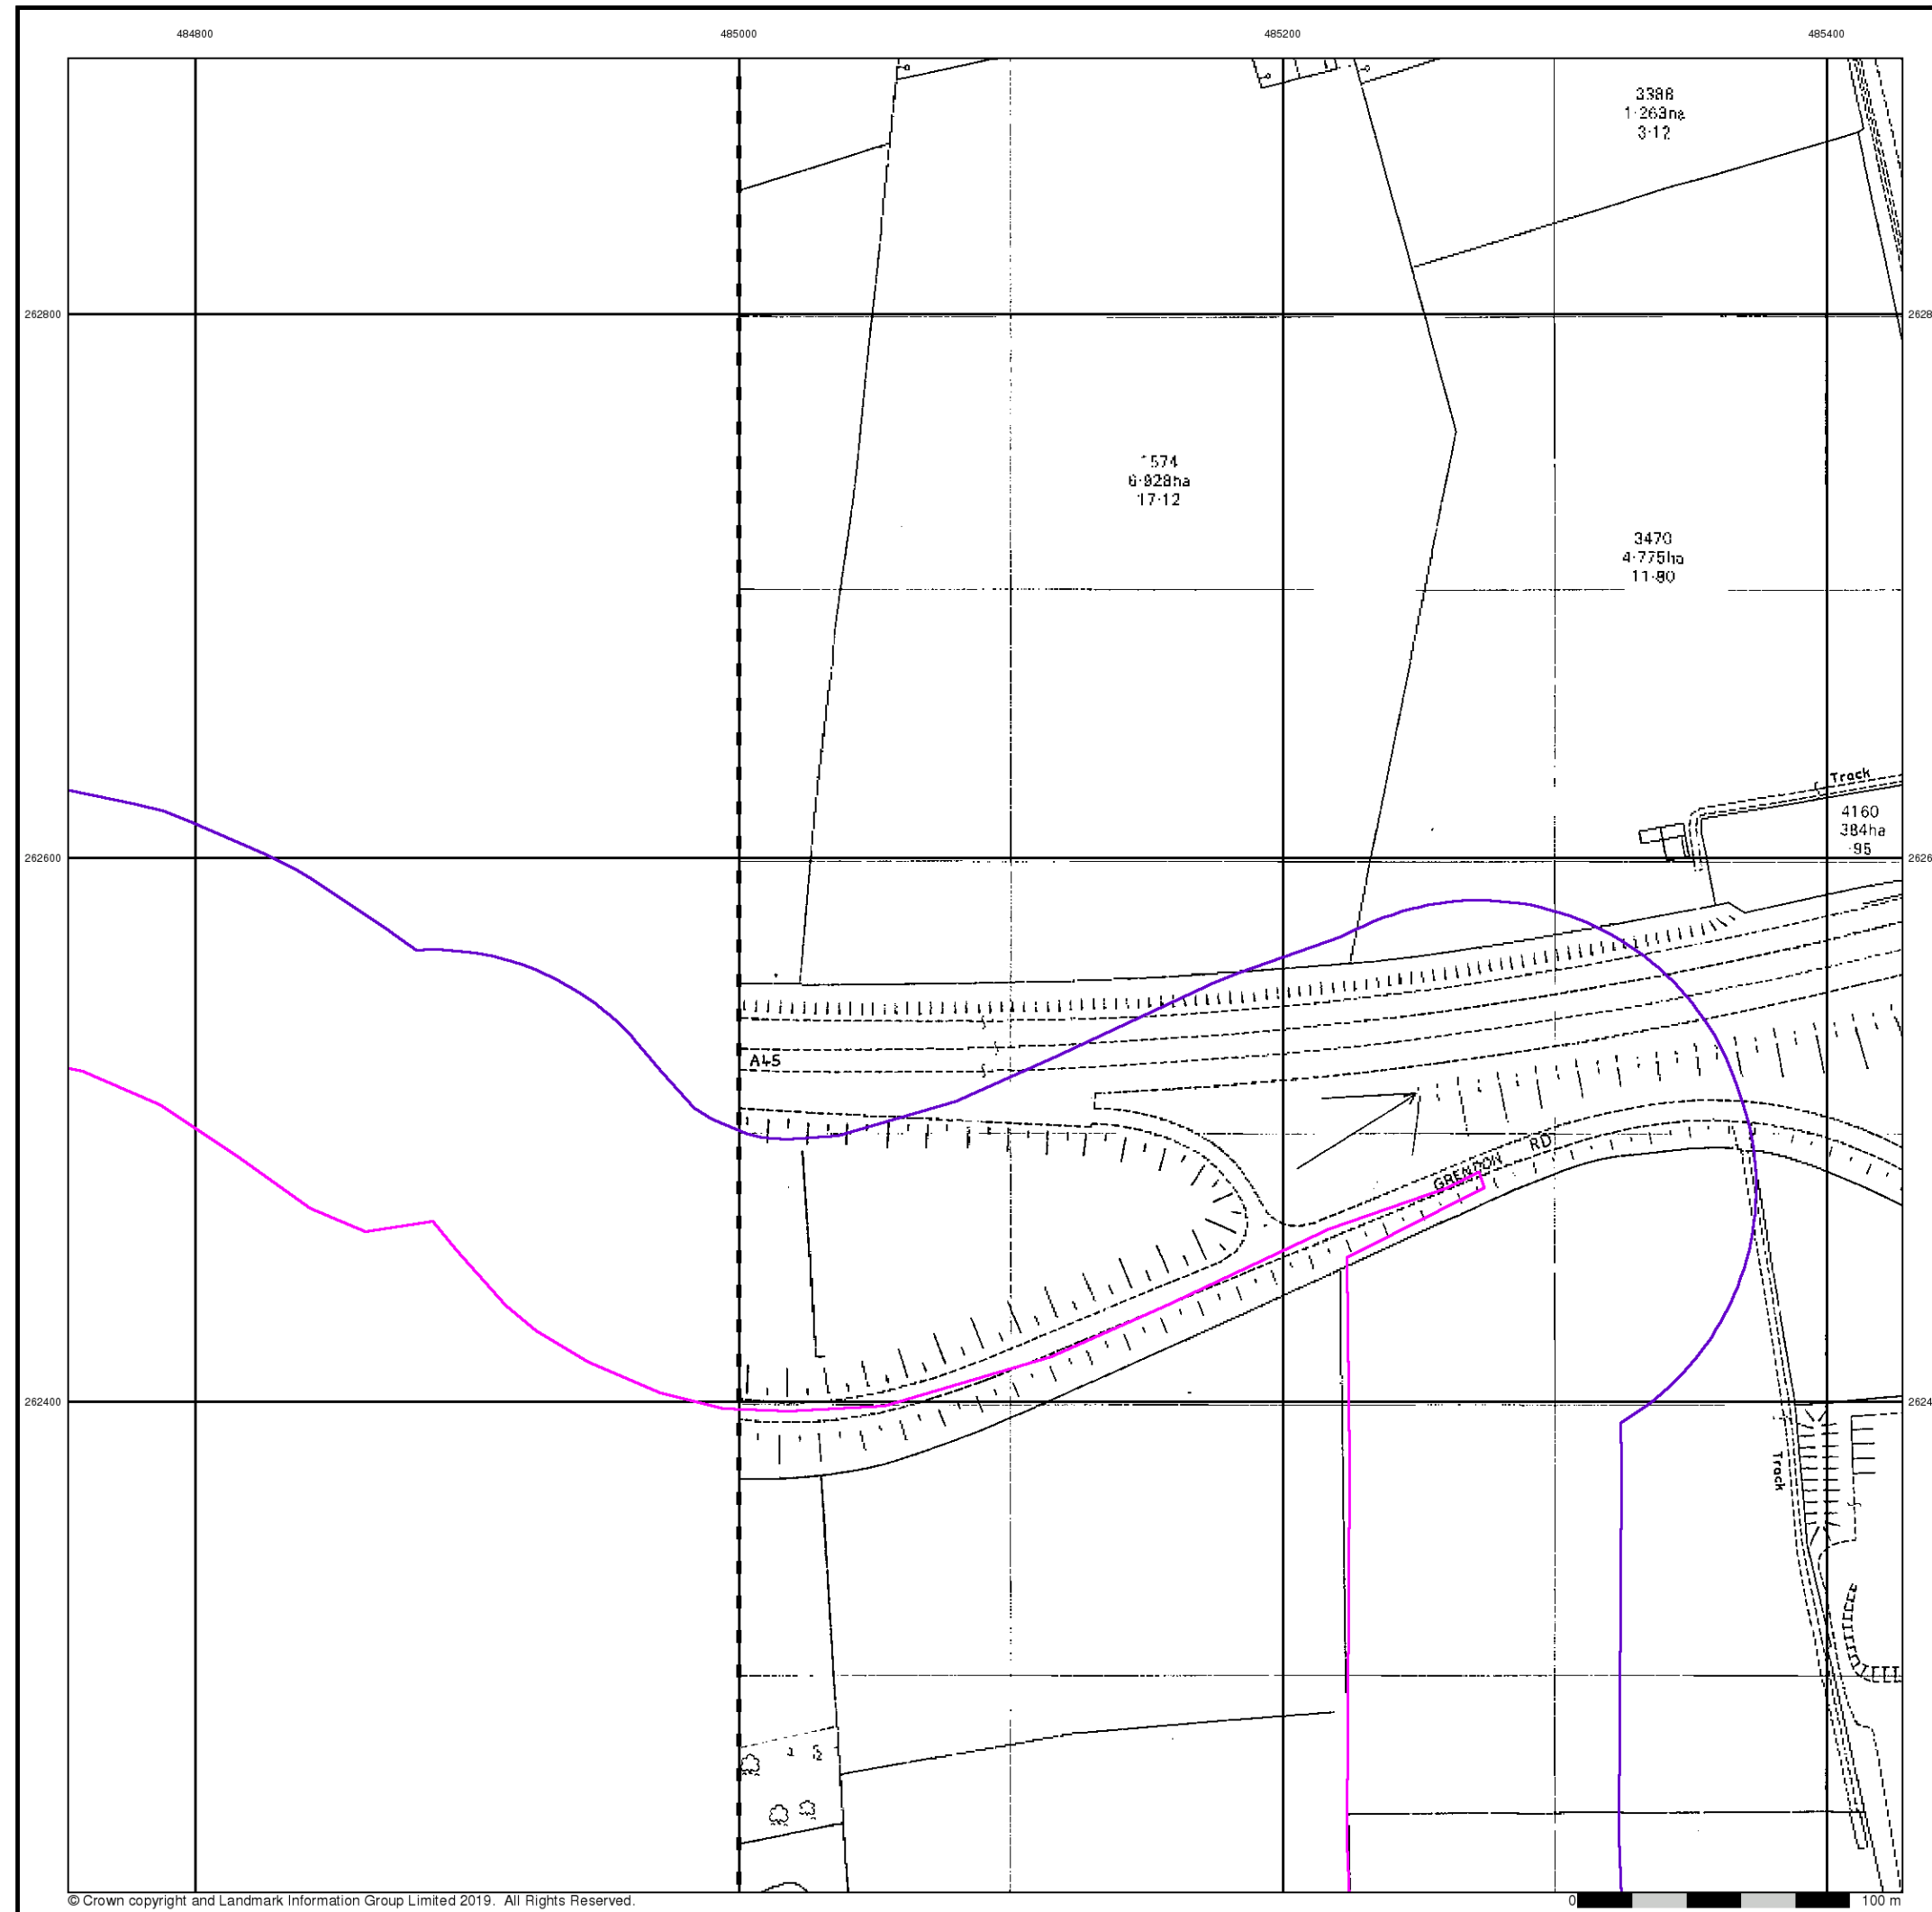 484800 485000 485200 485400
3388
1·263ha
3·12
262800
574
6·928ha
17·12
3470
4·775ha
11·80
Track
4160
384ha
·95
262600
A45
GRENDON RD
262400
Track
© Crown copyright and Landmark Information Group Limited 2019. All Rights Reserved.
0 100 m